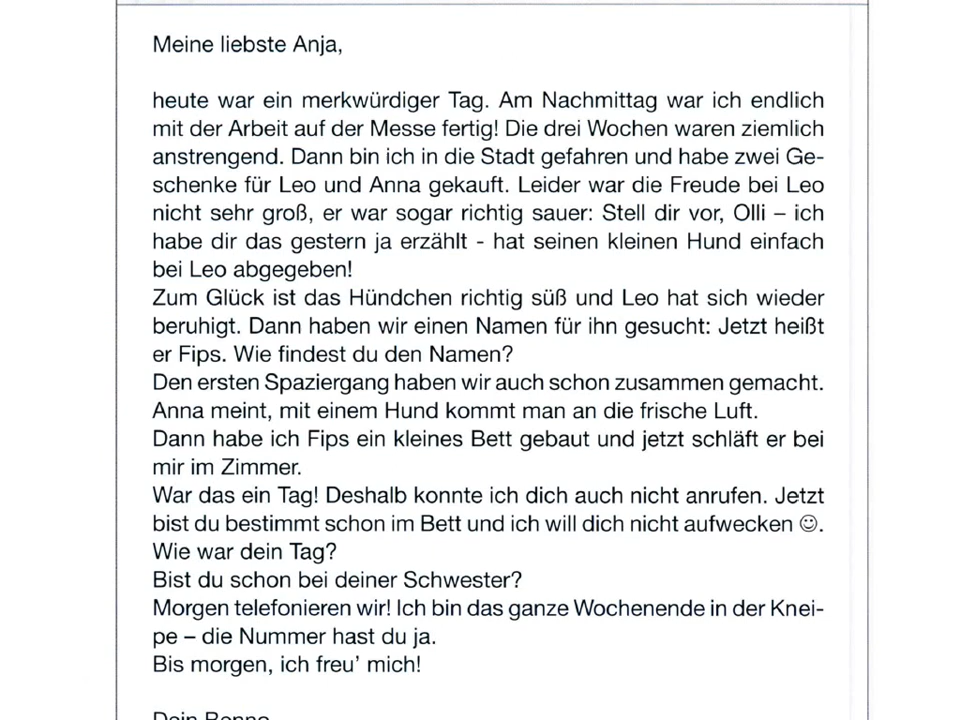 Meine liebste Anja,
heute war ein merkwürdiger Tag. Am Nachmittag war ich endlich
mit der Arbeit auf der Messe fertig! Die drei Wochen waren ziemlich
anstrengend. Dann bin ich in die Stadt gefahren und habe zwei Ge-
schenke für Leo und Anna gekauft. Leider war die Freude bei Leo
nicht sehr groß, er war sogar richtig sauer: Stell dir vor, Olli – ich
habe dir das gestern ja erzählt - hat seinen kleinen Hund einfach
bei Leo abgegeben!
Zum Glück ist das Hündchen richtig süß und Leo hat sich wieder
beruhigt. Dann haben wir einen Namen für ihn gesucht: Jetzt heißt
er Fips. Wie findest du den Namen?
Den ersten Spaziergang haben wir auch schon zusammen gemacht.
Anna meint, mit einem Hund kommt man an die frische Luft.
Dann habe ich Fips ein kleines Bett gebaut und jetzt schläft er bei
mir im Zimmer.
War das ein Tag! Deshalb konnte ich dich auch nicht anrufen. Jetzt
bist du bestimmt schon im Bett und ich will dich nicht aufwecken ☺.
Wie war dein Tag?
Bist du schon bei deiner Schwester?
Morgen telefonieren wir! Ich bin das ganze Wochenende in der Knei-
pe – die Nummer hast du ja.
Bis morgen, ich freu’ mich!
Dein Benno